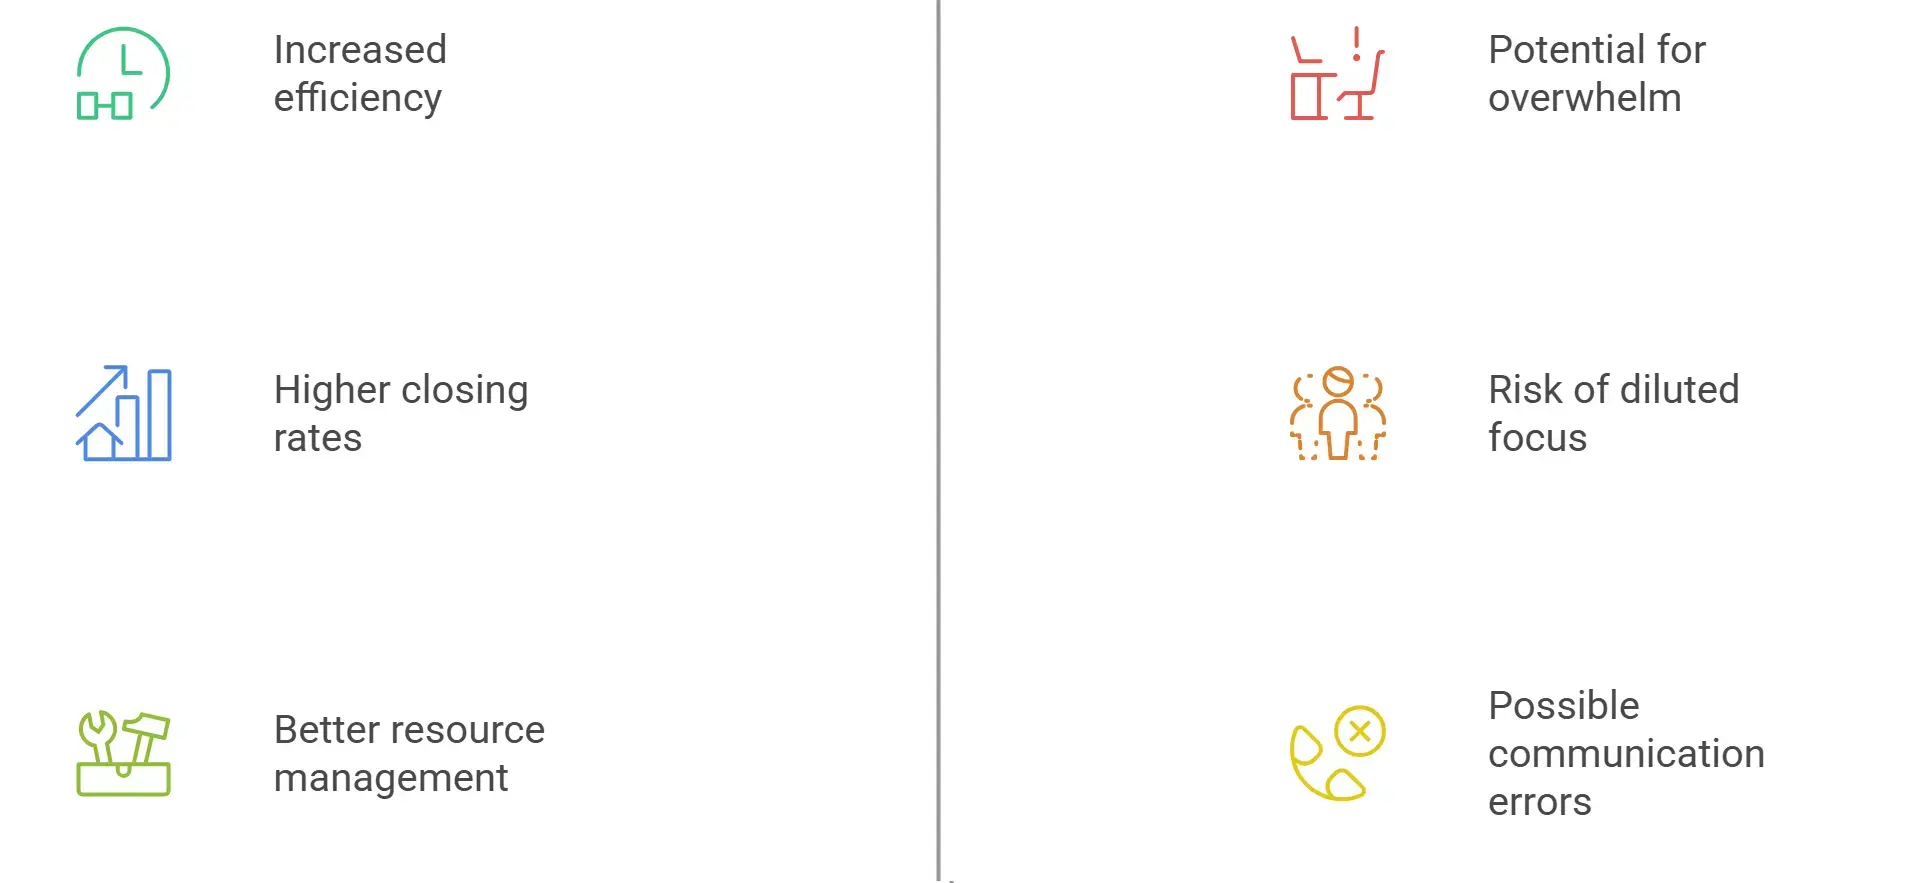 Increased
efficiency
Potential for
overwhelm
Higher closing
rates
Risk of diluted
focus
Better resource
management
Possible
communication
errors